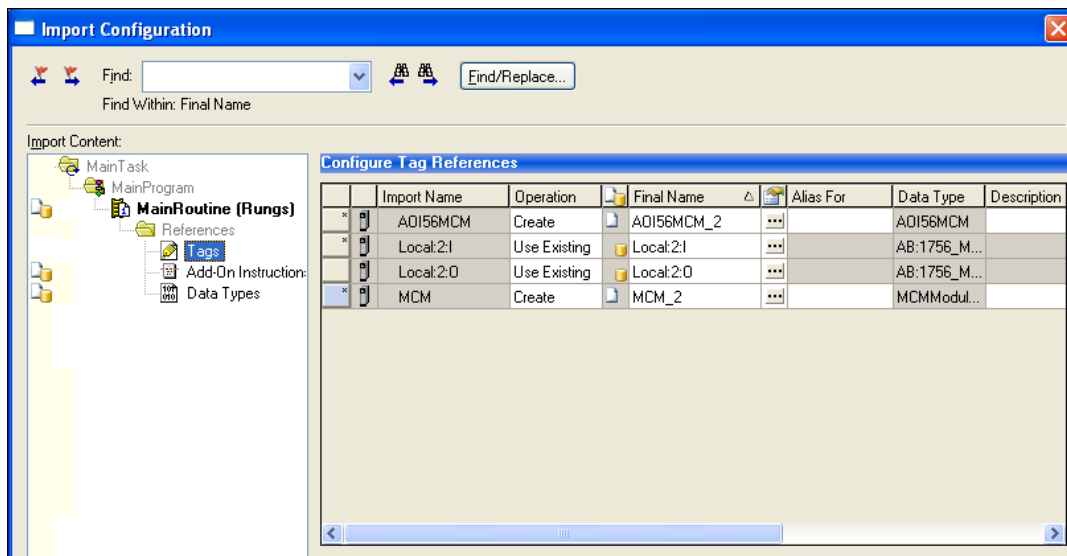 Import Configuration
Find: Find/Replace...
Find Within: Final Name
Import Content:
MainTask
MainProgram
MainRoutine (Rungs)
References
Tags
Add-On Instruction:
Data Types
Configure Tag References
Import Name Operation Final Name Alias For Data Type Description
* AOI56MCM Create AOI56MCM_2 ... AOI56MCM
* Local:2:I Use Existing Local:2:I ... AB:1756_M...
Local:2:O Use Existing Local:2:O ... AB:1756_M...
* MCM Create MCM_2 ... MCMModul...